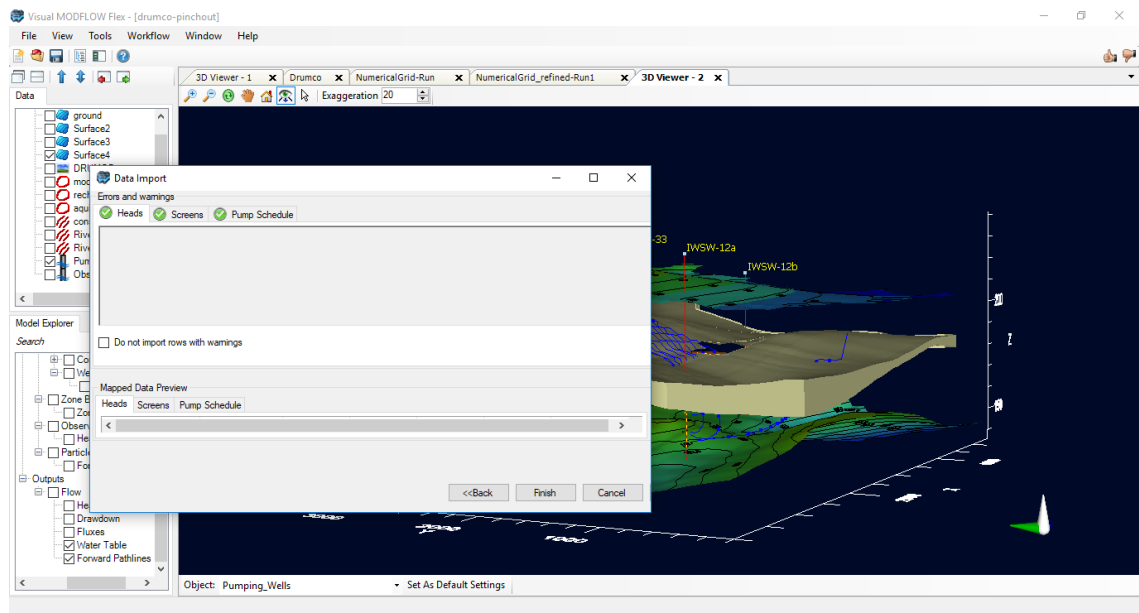 Visual MODFLOW Flex - [drumco-pinchout]
File View Tools Workflow Window Help
Data
3D Viewer - 1 Drumco NumericalGrid-Run NumericalGrid_refined-Run1 3D Viewer - 2
Exaggeration 20
ground
Surface2
Surface3
Surface4
Data Import
Errors and warnings
Heads Screens Pump Schedule
-33
IWSW-12a
IWSW-12b
Model Explorer
Search
Do not import rows with warnings
Mapped Data Preview
Heads Screens Pump Schedule
Outputs
Flow
Drawdown
Fluxes
Water Table
Forward Pathlines
<<Back Finish Cancel
Z
Object: Pumping_Wells Set As Default Settings